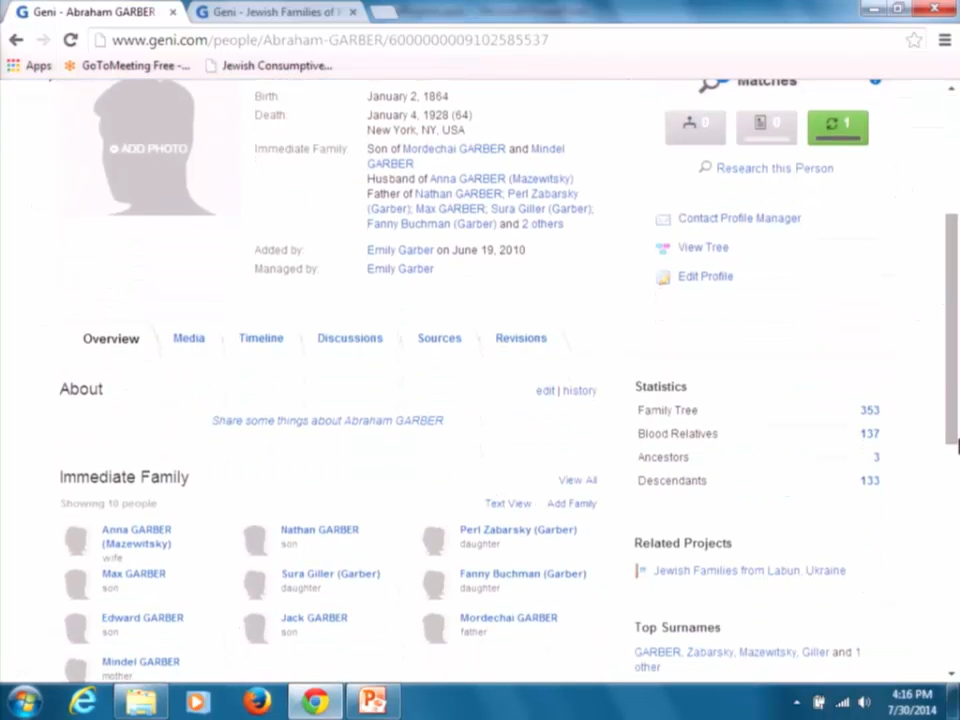 Geni - Abraham GARBER
Geni - Jewish Families of
www.geni.com/people/Abraham-GARBER/6000000009102585537
Apps
GoToMeeting Free -...
Jewish Consumptive...
Birth
January 2, 1864
Death:
January 4, 1928 (64)
New York, NY, USA
Immediate Family:
Son of Mordechai GARBER and Mindel
GARBER
Husband of Anna GARBER (Mazewitsky)
Father of Nathan GARBER; Perl Zabarsky
(Garber); Max GARBER; Sura Giller (Garber);
Fanny Buchman (Garber) and 2 others
Added by:
Emily Garber on June 19, 2010
Managed by:
Emily Garber
ADD PHOTO
Matches
0
0
1
Research this Person
Contact Profile Manager
View Tree
Edit Profile
Overview
Media
Timeline
Discussions
Sources
Revisions
About
edit | history
Share some things about Abraham GARBER
Immediate Family
View All
Showing 10 people
Text View
Add Family
Anna GARBER
(Mazewitsky)
wife
Nathan GARBER
son
Perl Zabarsky (Garber)
daughter
Max GARBER
son
Sura Giller (Garber)
daughter
Fanny Buchman (Garber)
daughter
Edward GARBER
son
Jack GARBER
son
Mordechai GARBER
father
Mindel GARBER
mother
Statistics
Family Tree 353
Blood Relatives 137
Ancestors 3
Descendants 133
Related Projects
Jewish Families from Labun, Ukraine
Top Surnames
GARBER, Zabarsky, Mazewitsky, Giller and 1
other
4:16 PM
7/30/2014